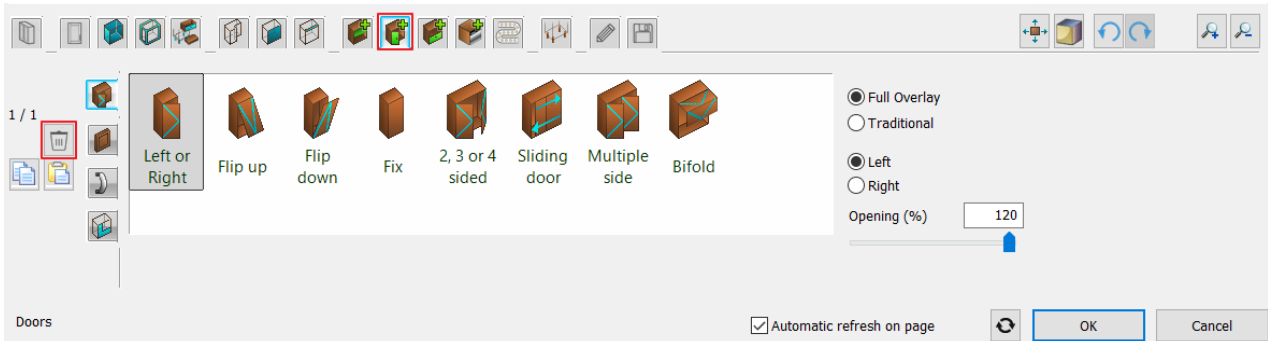 1 / 1
Left or
Right
Flip up
Flip
down
Fix
2, 3 or 4
sided
Sliding
door
Multiple
side
Bifold
Full Overlay
Traditional
Left
Right
Opening (%) 120
Doors
Automatic refresh on page
OK
Cancel